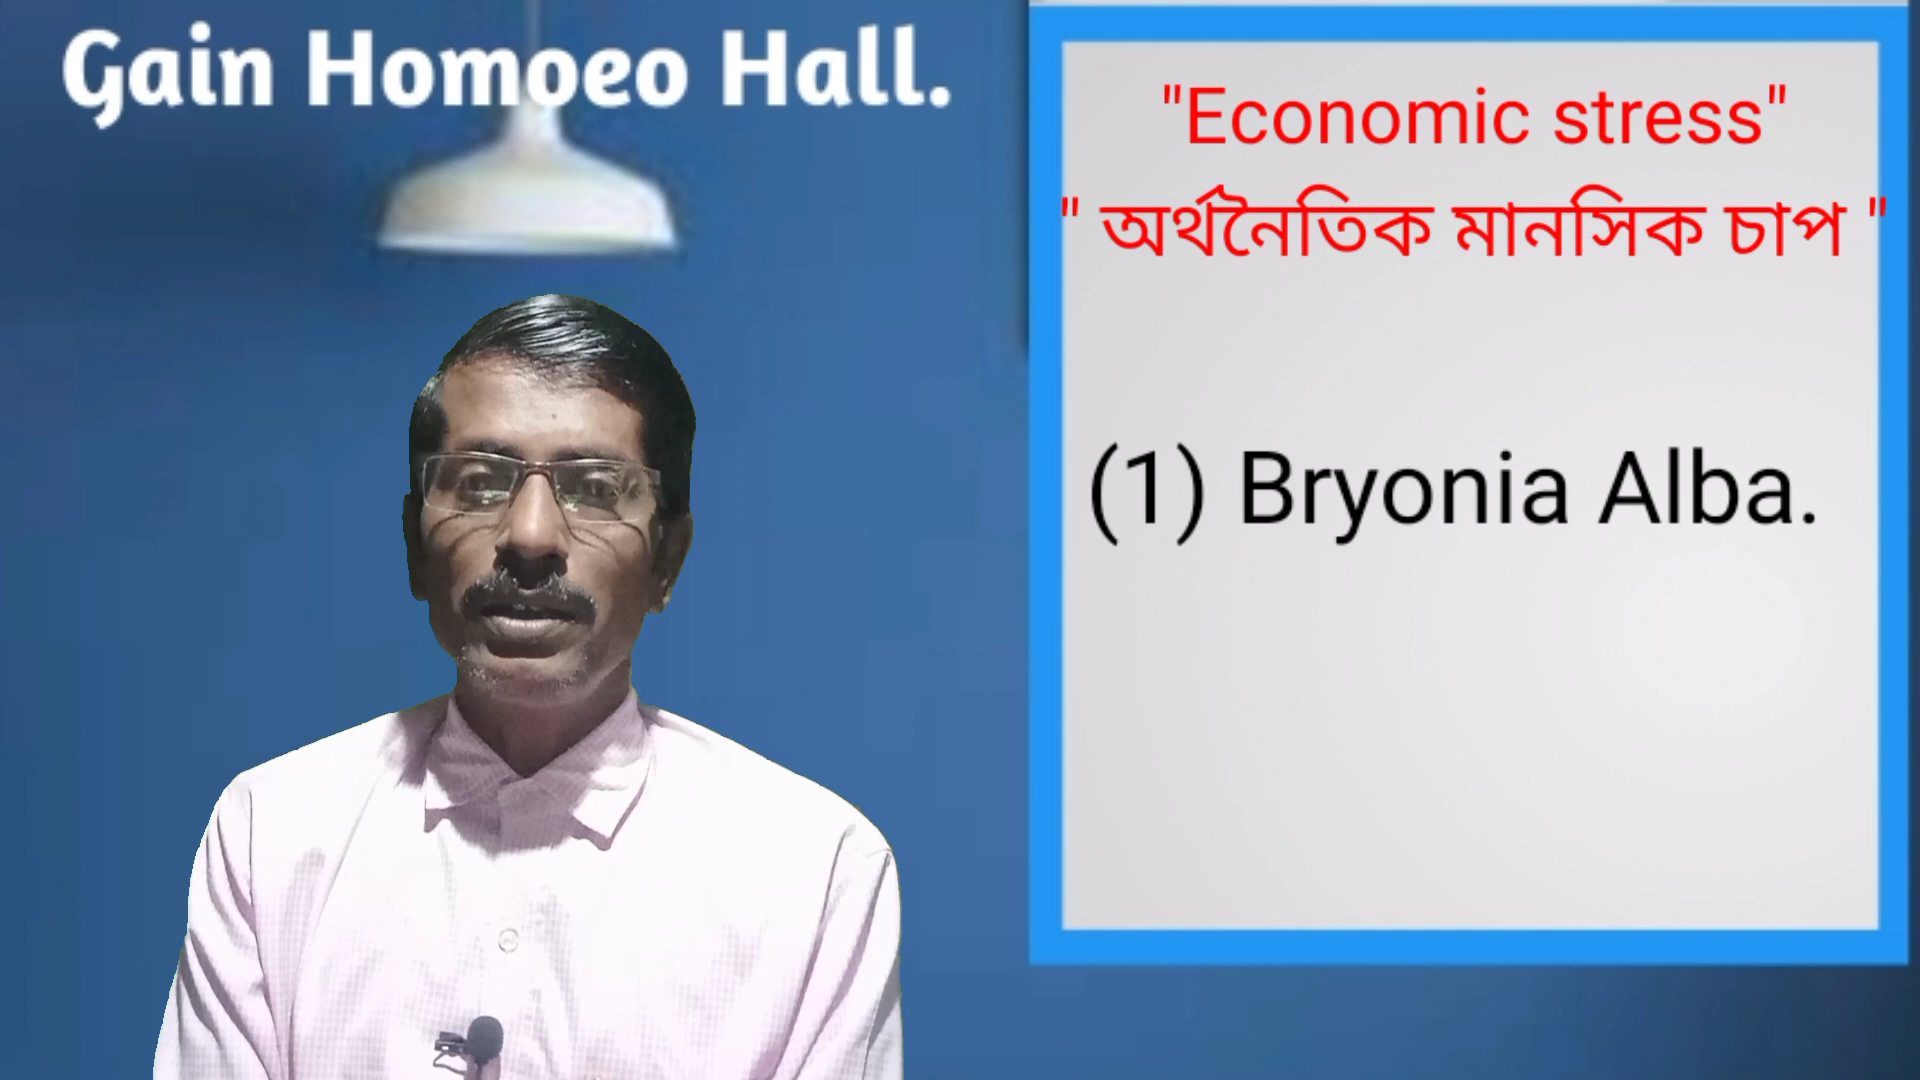 Gain Homoeo Hall.
"Economic stress"
" অর্থনৈতিক মানসিক চাপ "
(1) Bryonia Alba.